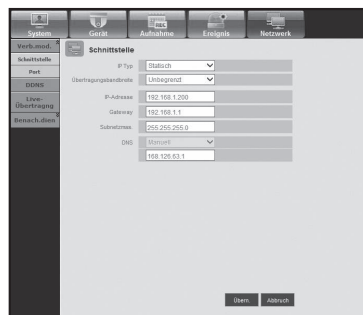 System Gerät Aufnahme Ereignis Netzwerk
REC
Verb.mod.
Schnittstelle
Port
DDNS
Live-
Übertragng
Benach.dien
Schnittstelle
IP Typ Statisch
Übertragungsbandbreite Unbegrenzt
IP-Adresse 192.168.1.200
Gateway 192.168.1.1
Subnetzmas. 255.255.255.0
DNS Manuell
168.126.63.1
Übern. Abbruch